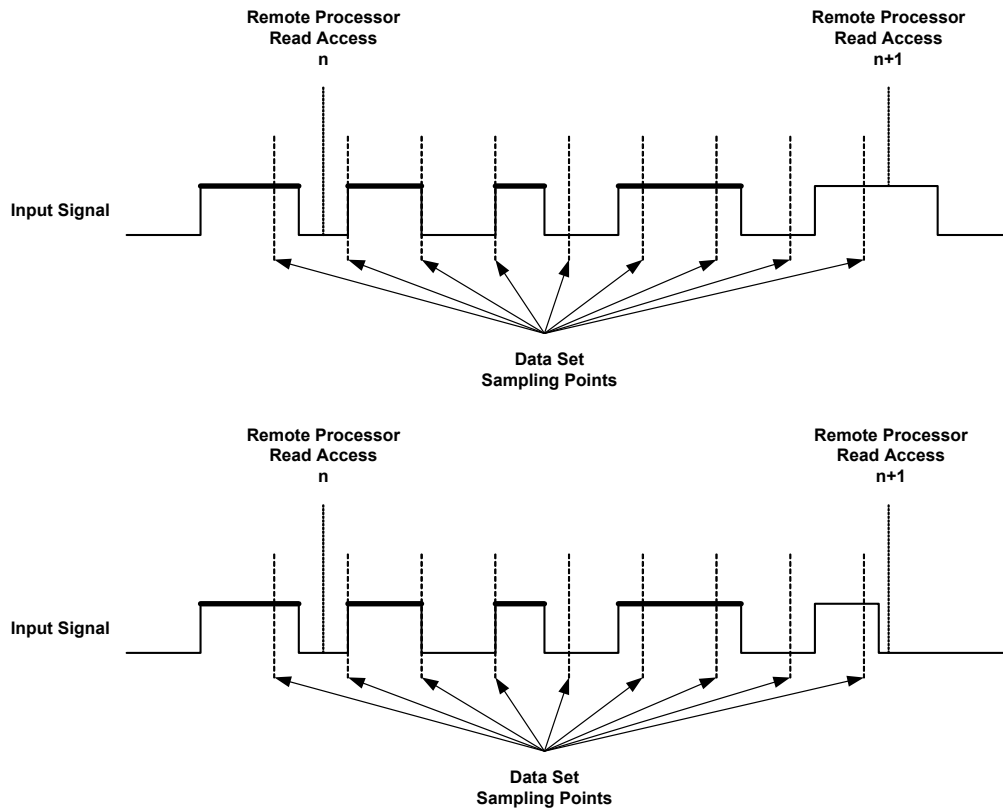 Remote Processor
Read Access
n
Remote Processor
Read Access
n+1
Input Signal
Data Set
Sampling Points
Remote Processor
Read Access
n
Remote Processor
Read Access
n+1
Input Signal
Data Set
Sampling Points